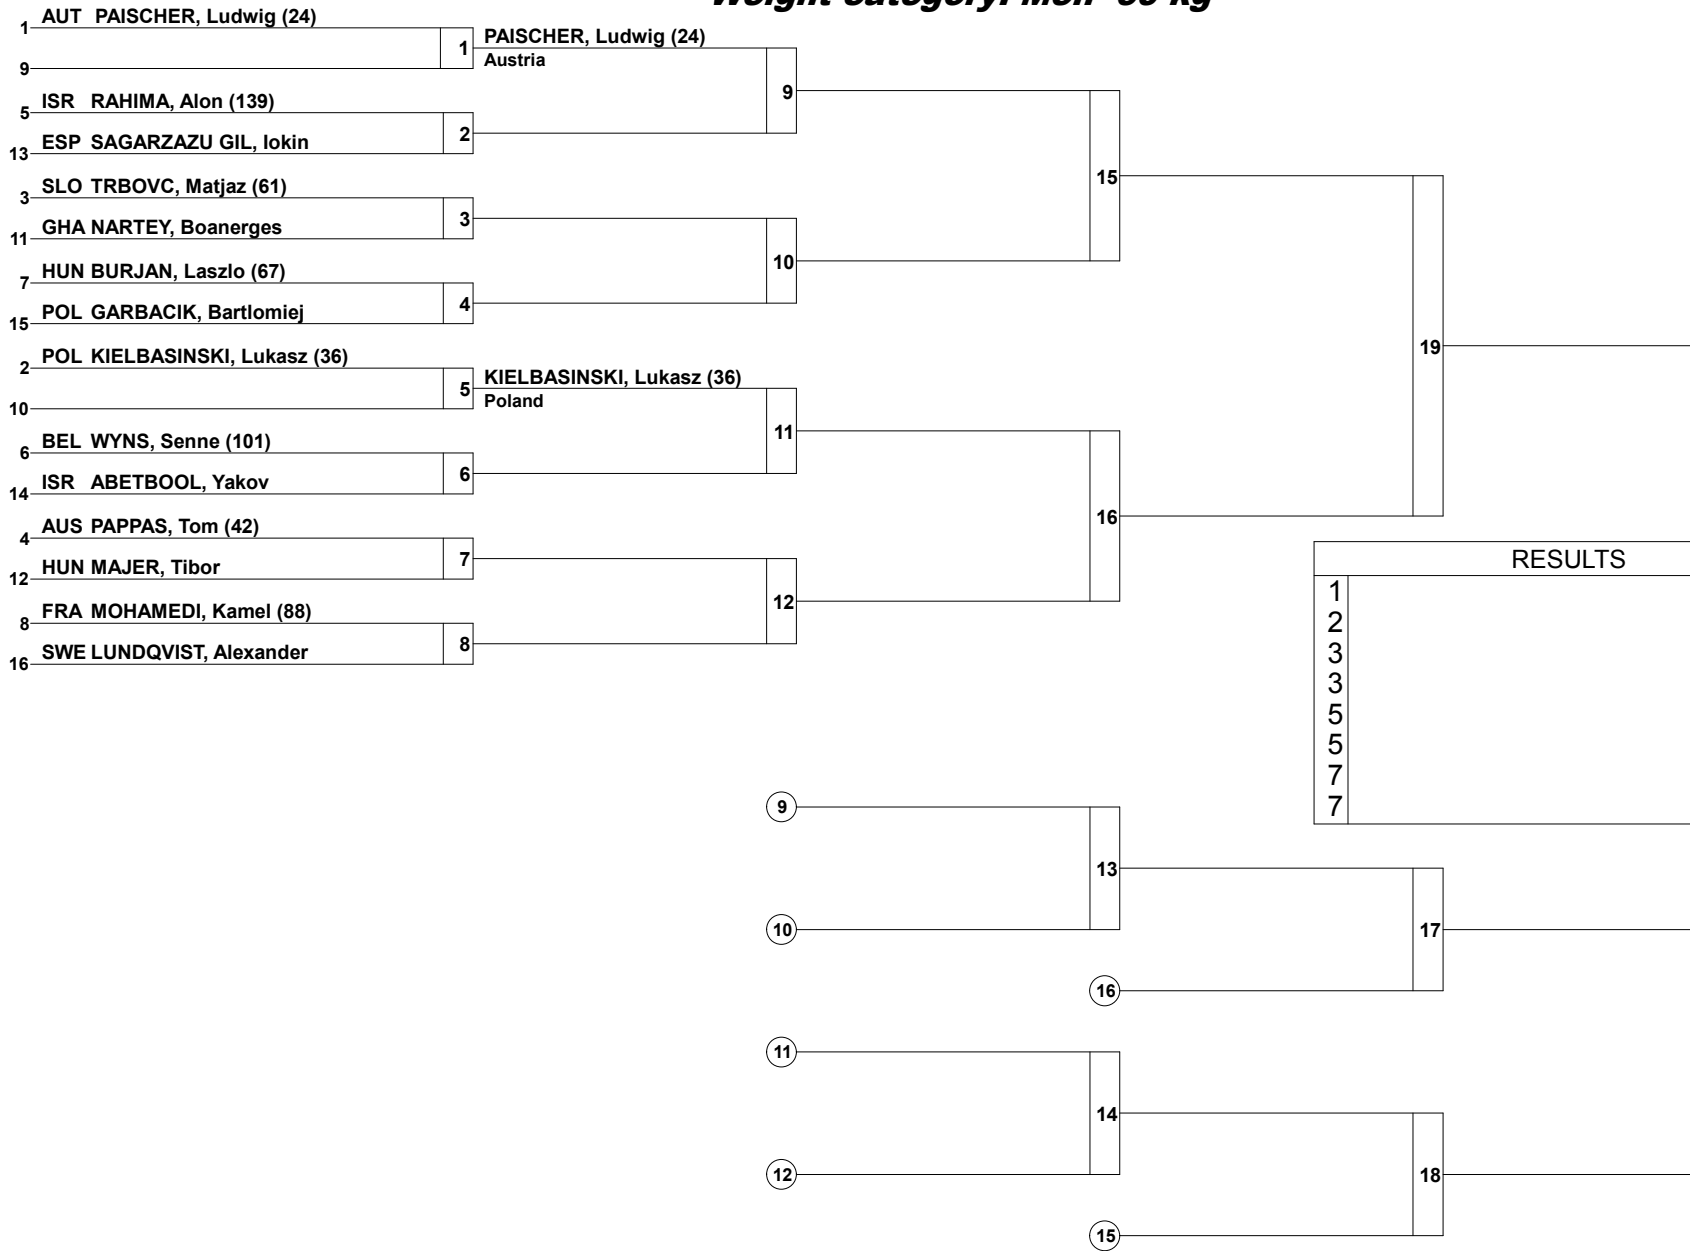 1 AUT PAISCHER, Ludwig (24)
9
1 PAISCHER, Ludwig (24)
Austria
5 ISR RAHIMA, Alon (139)
13 ESP SAGARZAZU GIL, Iokin
2
9
3 SLO TRBOVC, Matjaz (61)
11 GHA NARTEY, Boanerges
3
7 HUN BURJAN, Laszlo (67)
15 POL GARBACIK, Bartlomiej
4
10
15
2 POL KIELBASINSKI, Lukasz (36)
10
5 KIELBASINSKI, Lukasz (36)
Poland
6 BEL WYNS, Senne (101)
14 ISR ABETBOOL, Yakov
6
11
4 AUS PAPPAS, Tom (42)
12 HUN MAJER, Tibor
7
8 FRA MOHAMEDI, Kamel (88)
16 SWE LUNDQVIST, Alexander
8
12
16
19
RESULTS
1
2
3
3
5
5
7
7
9
10
13
16
17
11
12
14
15
18